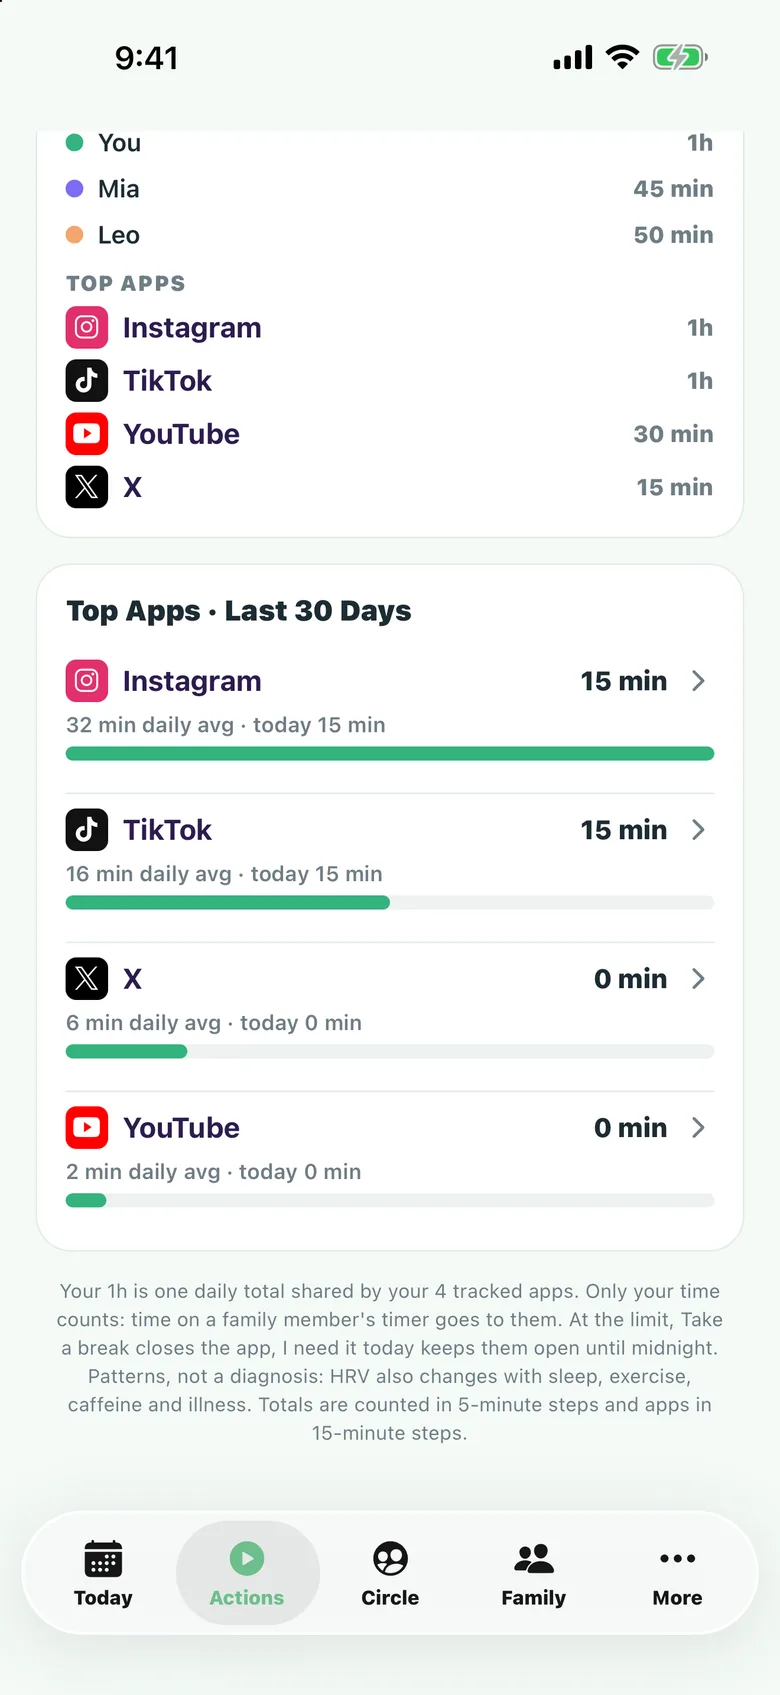 9:41
You 1h
Mia 45 min
Leo 50 min
TOP APPS
Instagram 1h
TikTok 1h
YouTube 30 min
X 15 min
Top Apps · Last 30 Days
Instagram 15 min
32 min daily avg · today 15 min
TikTok 15 min
16 min daily avg · today 15 min
X 0 min
6 min daily avg · today 0 min
YouTube 0 min
2 min daily avg · today 0 min
Your 1h is one daily total shared by your 4 tracked apps. Only your time
counts: time on a family member's timer goes to them. At the limit, Take
a break closes the app, I need it today keeps them open until midnight.
Patterns, not a diagnosis: HRV also changes with sleep, exercise,
caffeine and illness. Totals are counted in 5-minute steps and apps in
15-minute steps.
Today Actions Circle Family More